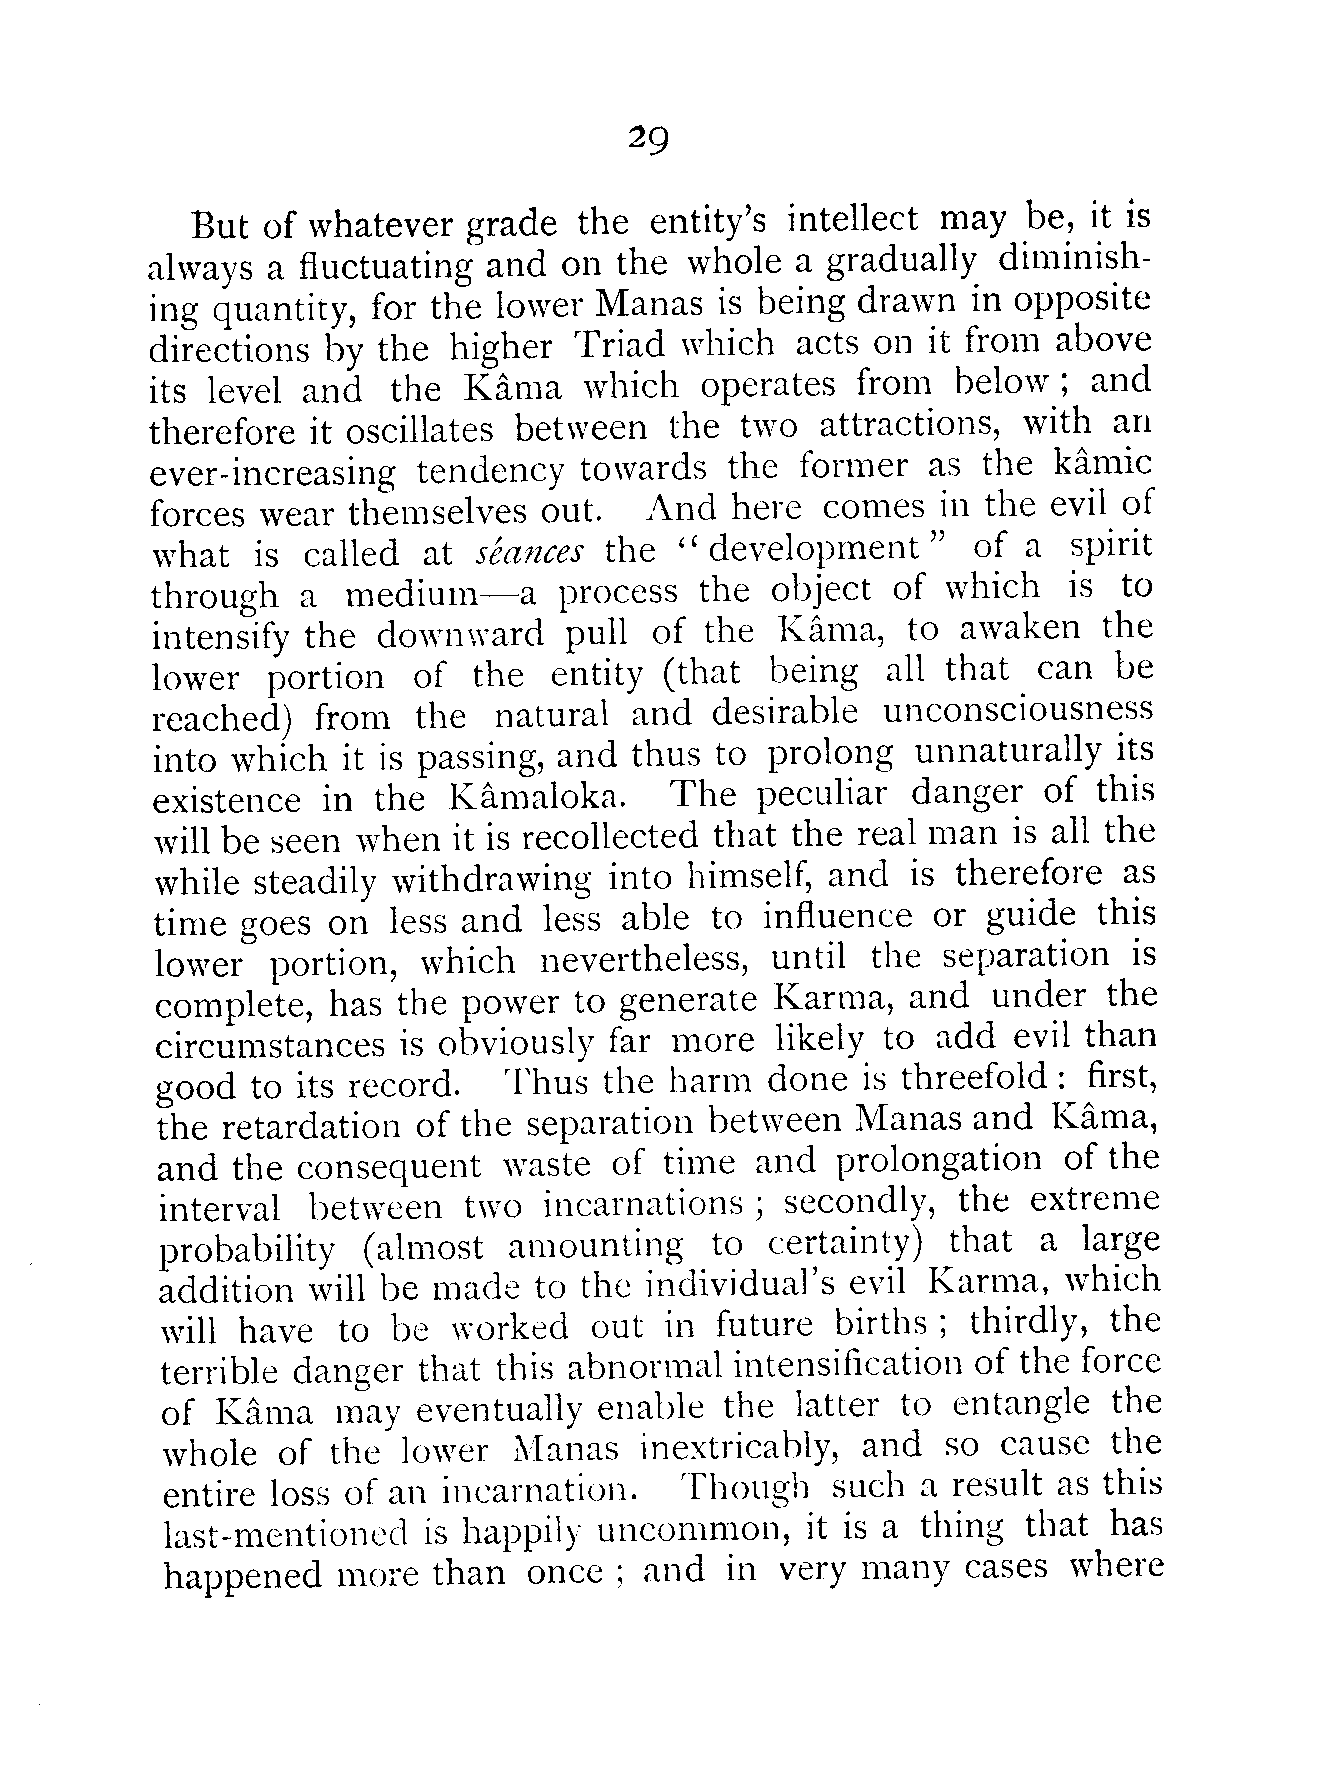 29
But of whatever grade the entity's intellect may be, it is
always a fluctuating and on the whole a gradually diminish-
ing quantity, for the lower Manas is being drawn in opposite
directions by the higher Triad which acts on it from above
its level and the Kâma which operates from below ; and
therefore it oscillates between the two attractions, with an
ever-increasing tendency towards the former as the kâmic
forces wear themselves out. And here comes in the evil of
what is called at séances the “ development ” of a spirit
through a medium—a process the object of which is to
intensify the downward pull of the Kâma, to awaken the
lower portion of the entity (that being all that can be
reached) from the natural and desirable unconsciousness
into which it is passing, and thus to prolong unnaturally its
existence in the Kâmaloka. The peculiar danger of this
will be seen when it is recollected that the real man is all the
while steadily withdrawing into himself, and is therefore as
time goes on less and less able to influence or guide this
lower portion, which nevertheless, until the separation is
complete, has the power to generate Karma, and under the
circumstances is obviously far more likely to add evil than
good to its record. Thus the harm done is threefold : first,
the retardation of the separation between Manas and Kâma,
and the consequent waste of time and prolongation of the
interval between two incarnations ; secondly, the extreme
probability (almost amounting to certainty) that a large
addition will be made to the individual's evil Karma, which
will have to be worked out in future births ; thirdly, the
terrible danger that this abnormal intensification of the force
of Kâma may eventually enable the latter to entangle the
whole of the lower Manas inextricably, and so cause the
entire loss of an incarnation. Though such a result as this
last-mentioned is happily uncommon, it is a thing that has
happened more than once ; and in very many cases where